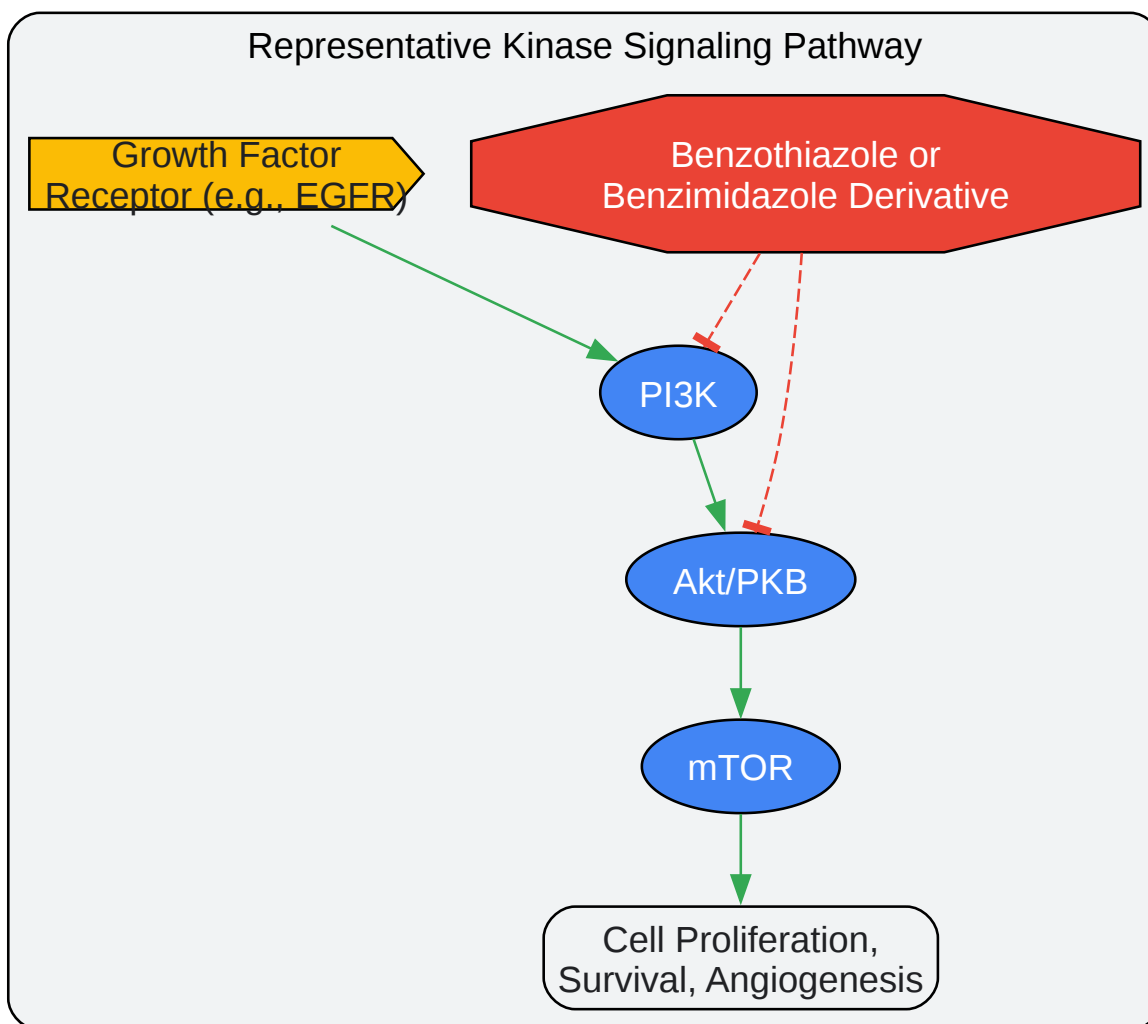 Representative Kinase Signaling Pathway
Growth Factor
Receptor (e.g., EGFR)
Benzothiazole or
Benzimidazole Derivative
PI3K
Akt/PKB
mTOR
Cell Proliferation,
Survival, Angiogenesis